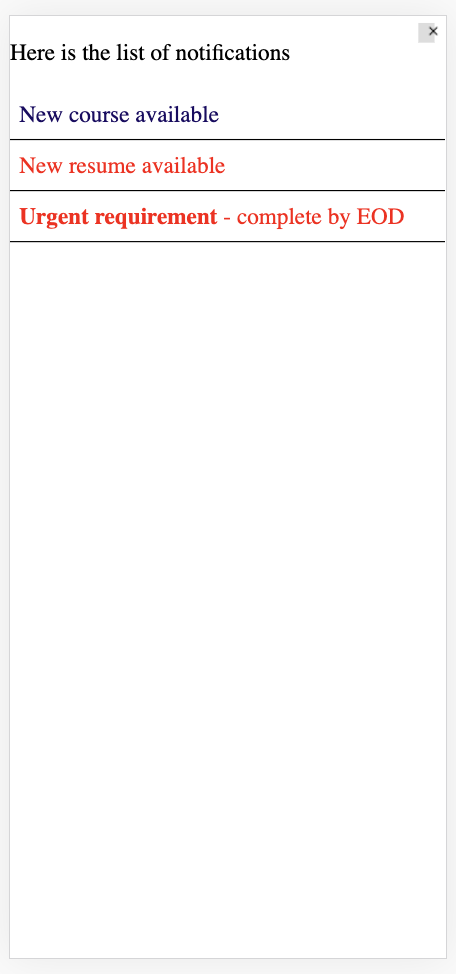 Here is the list of notifications
New course available
New resume available
Urgent requirement - complete by EOD